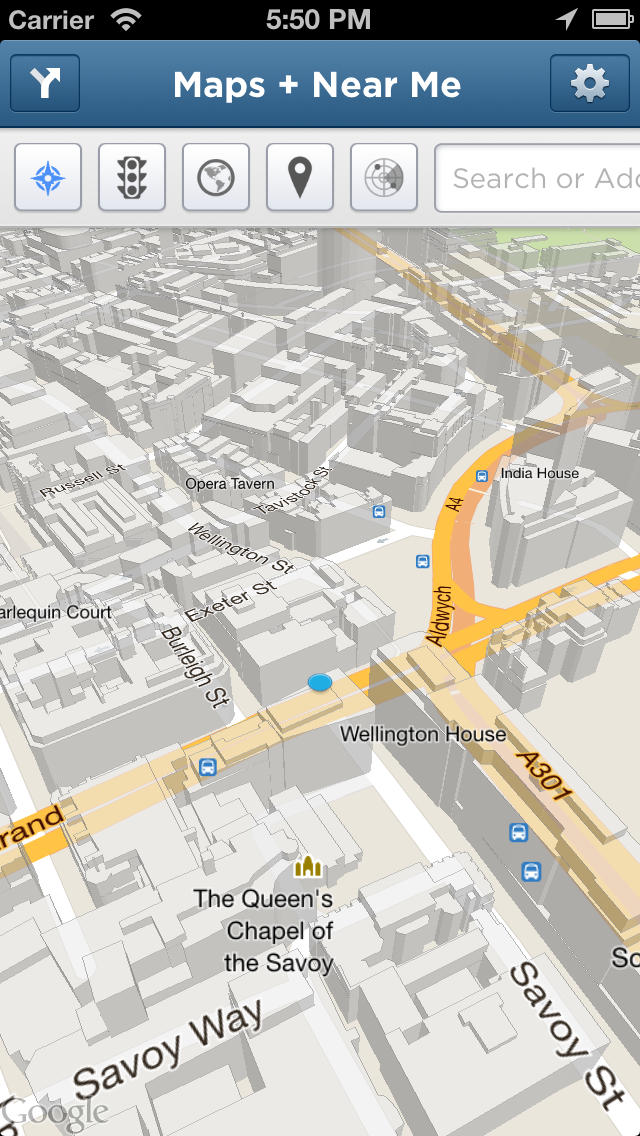 Carrier
5:50 PM
Maps + Near Me
Search or Add
Russell St
Opera Tavern
Tavistock St
India House
A4
Wellington St
Exeter St
arlequin Court
Burleigh St
Aldwych
Wellington House
A301
rand
The Queen's
Chapel of
the Savoy
So
Savoy Way
Savoy St
Google